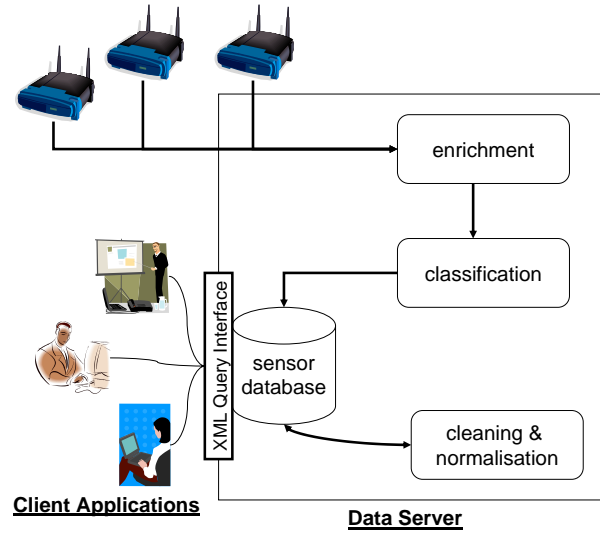 enrichment
classification
XML Query Interface
sensor
database
cleaning &
normalisation
Client Applications
Data Server